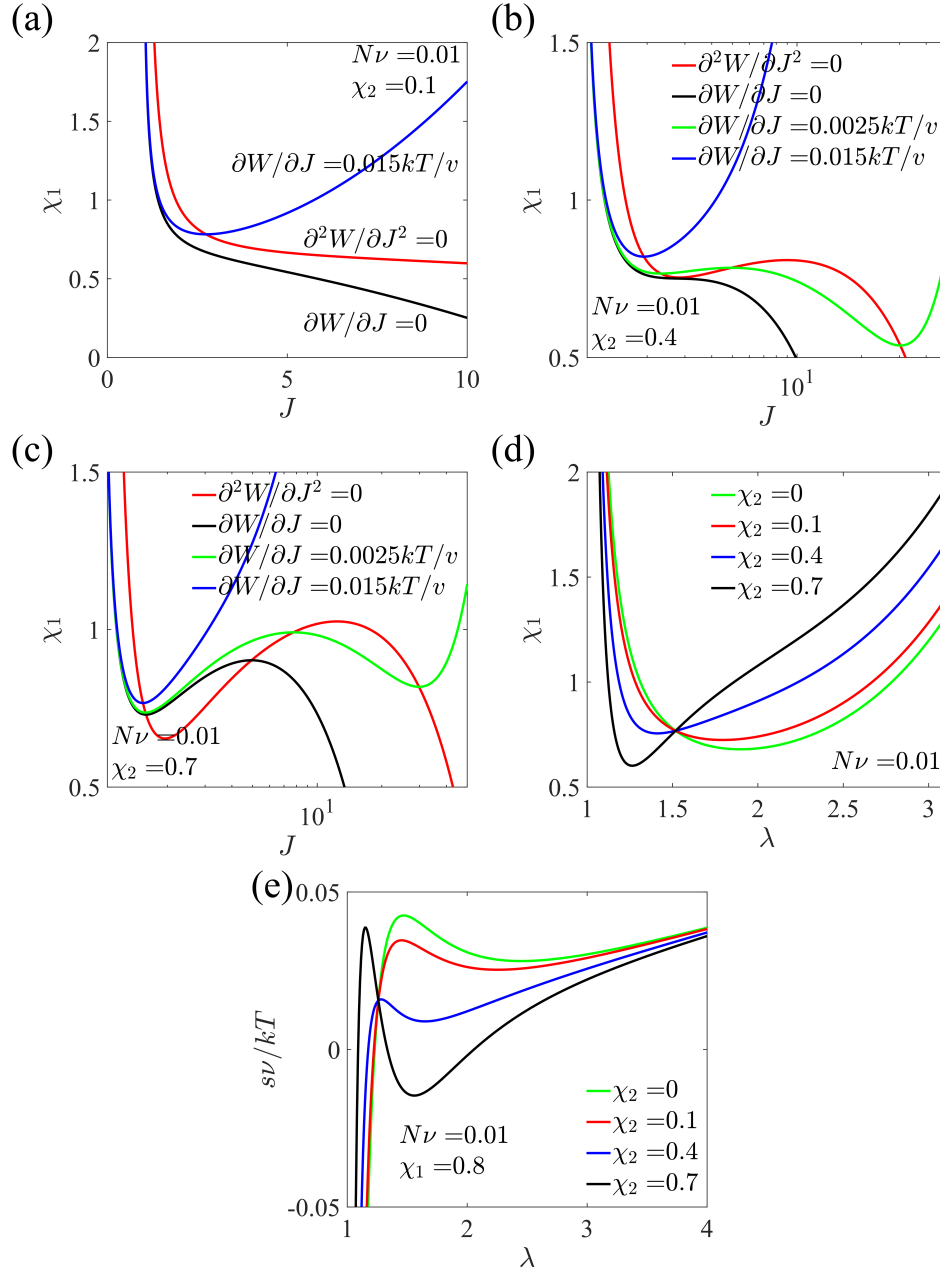 (a)
2
1
0.5
0
0
5
10
χ₁
J
Nν =0.01
χ₂ =0.1
∂W/∂J =0.015kT/v
∂²W/∂J² =0
∂W/∂J =0
(b)
1.5
1
0.5
10¹
χ₁
J
∂²W/∂J² =0
∂W/∂J =0
∂W/∂J =0.0025kT/v
∂W/∂J =0.015kT/v
Nν =0.01
χ₂ =0.4
(c)
1.5
1
0.5
10¹
χ₁
J
∂²W/∂J² =0
∂W/∂J =0
∂W/∂J =0.0025kT/v
∂W/∂J =0.015kT/v
Nν =0.01
χ₂ =0.7
(d)
2
1.5
1
0.5
1
1.5
2
2.5
3
χ₁
λ
χ₂ =0
χ₂ =0.1
χ₂ =0.4
χ₂ =0.7
Nν =0.01
(e)
0.05
0
-0.05
1
2
3
4
sν/kT
λ
Nν =0.01
χ₁ =0.8
χ₂ =0
χ₂ =0.1
χ₂ =0.4
χ₂ =0.7